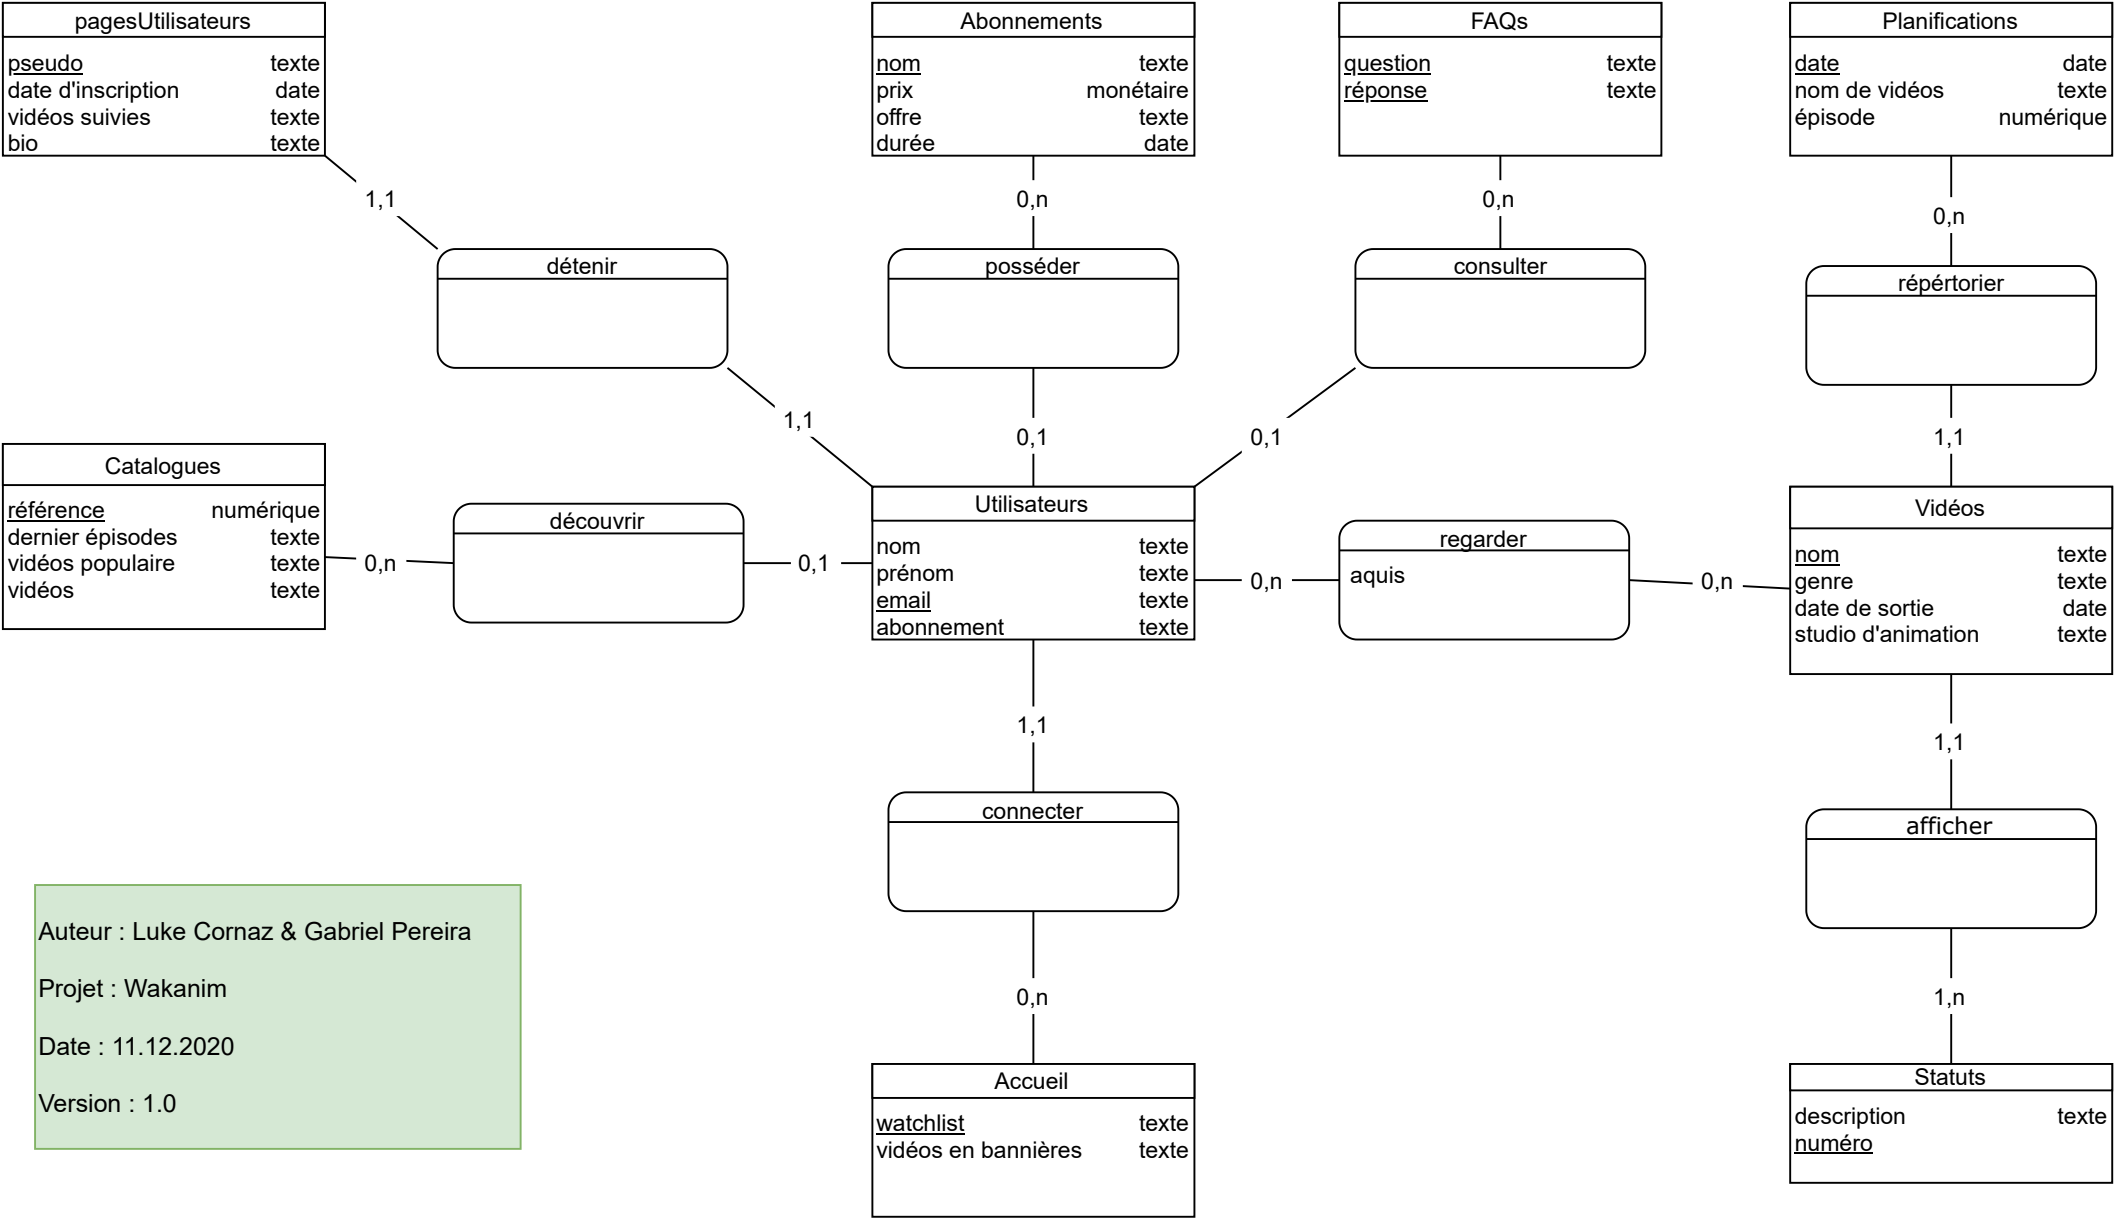 pagesUtilisateurs
pseudo texte
date d'inscription date
vidéos suivies texte
bio texte
Abonnements
nom texte
prix monétaire
offre texte
durée date
FAQs
question texte
réponse texte
Planifications
date date
nom de vidéos texte
épisode numérique
1,1
0,n
0,n
0,n
détenir
posséder
consulter
répértorier
1,1
0,1
0,1
1,1
Catalogues
référence numérique
dernier épisodes texte
vidéos populaire texte
vidéos texte
0,n
découvrir
0,1
Utilisateurs
nom texte
prénom texte
email texte
abonnement texte
0,n
regarder
aquis
0,n
Vidéos
nom texte
genre texte
date de sortie date
studio d'animation texte
1,1
1,1
connecter
afficher
0,n
1,n
Accueil
watchlist texte
vidéos en bannières texte
Statuts
description texte
numéro
Auteur : Luke Cornaz & Gabriel Pereira
Projet : Wakanim
Date : 11.12.2020
Version : 1.0